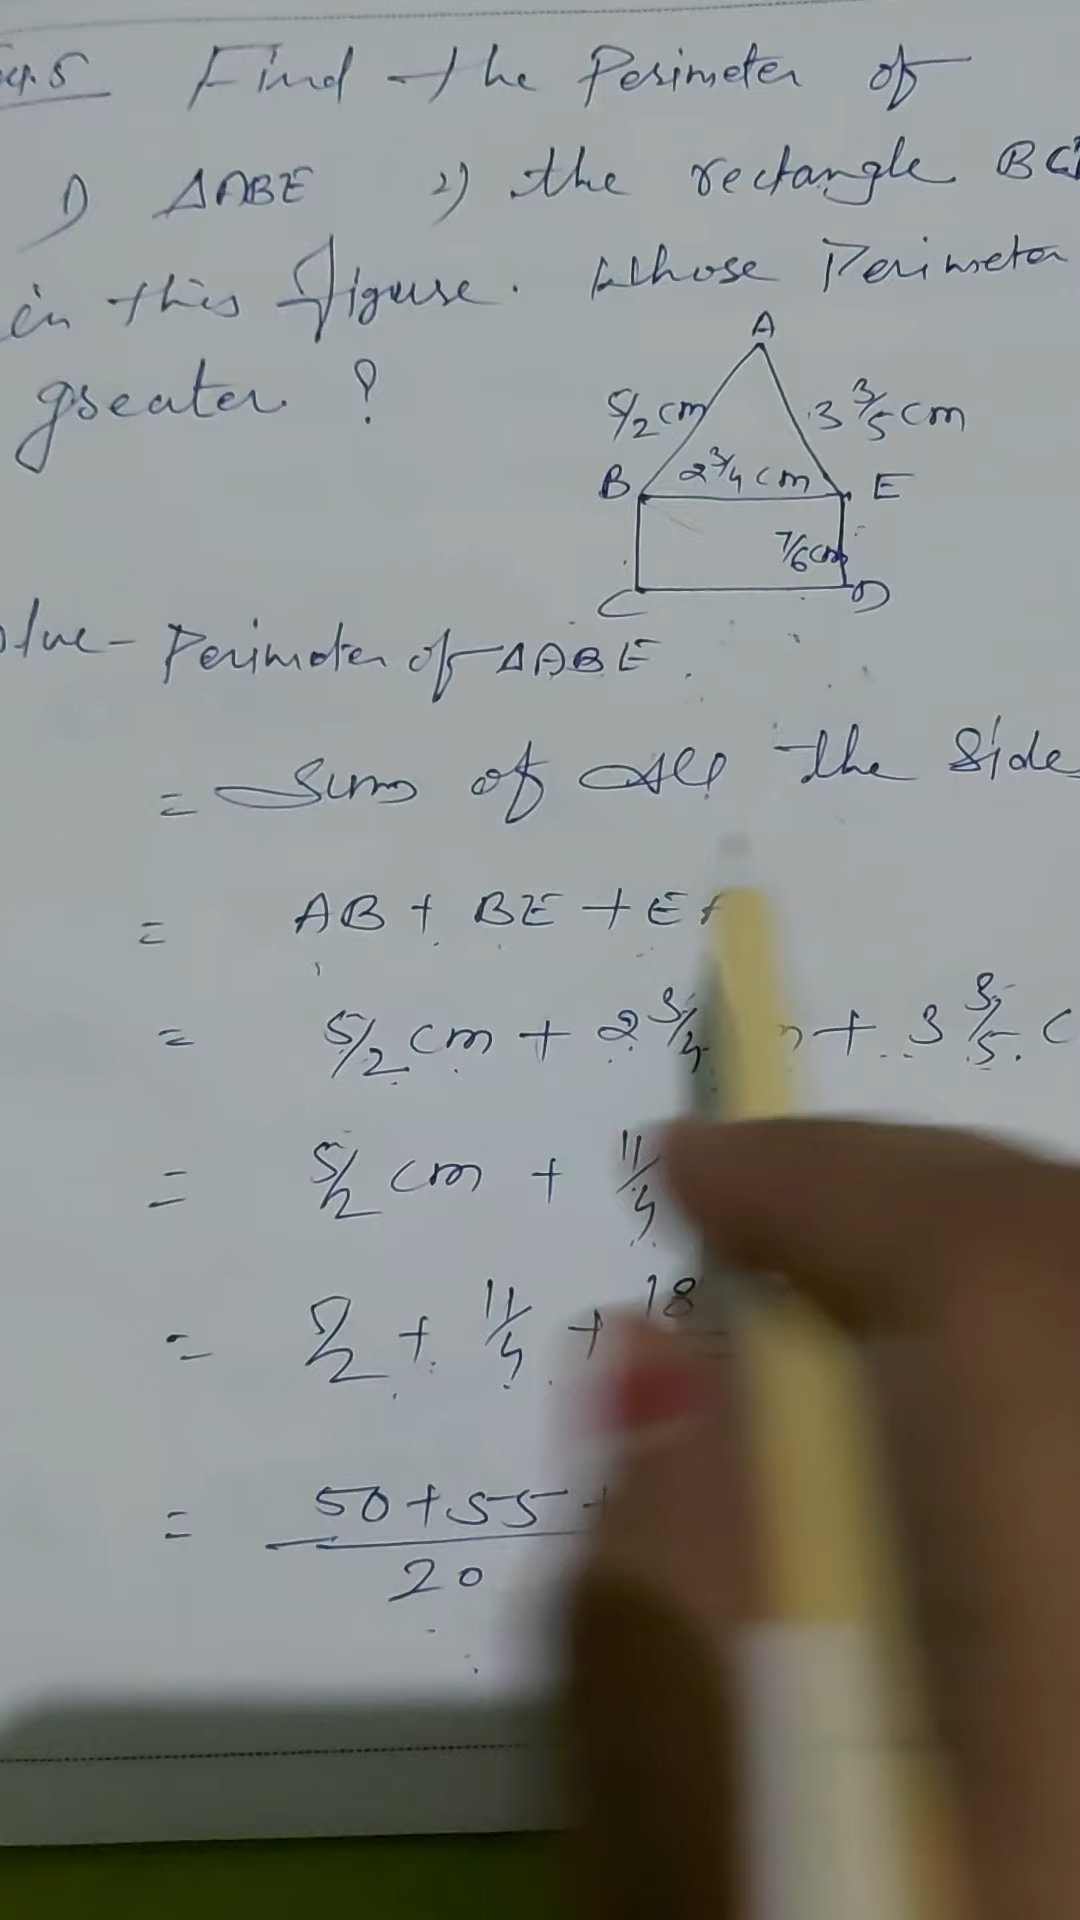 5 Find the Perimeter of
1) ΔABE 2) the rectangle BC
in this figure. Whose Perimeter
greater ?
A
5/2 cm 3 3/5 cm
B 2 3/4 cm E
7/6 cm
C D
Perimeter of ΔABE.
= Sum of all the Side
= AB + BE + E
= 5/2 cm + 2 3/4 + 3 3/5 C
= 5/2 cm + 11/4
= 5/2 + 11/4 + 18
= 50+55+
20